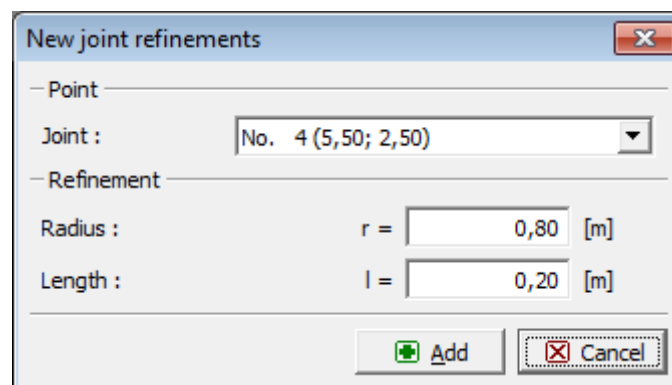 New joint refinements
Point
Joint : No. 4 (5,50; 2,50)
Refinement
Radius : r = 0,80 [m]
Length : l = 0,20 [m]
Add Cancel